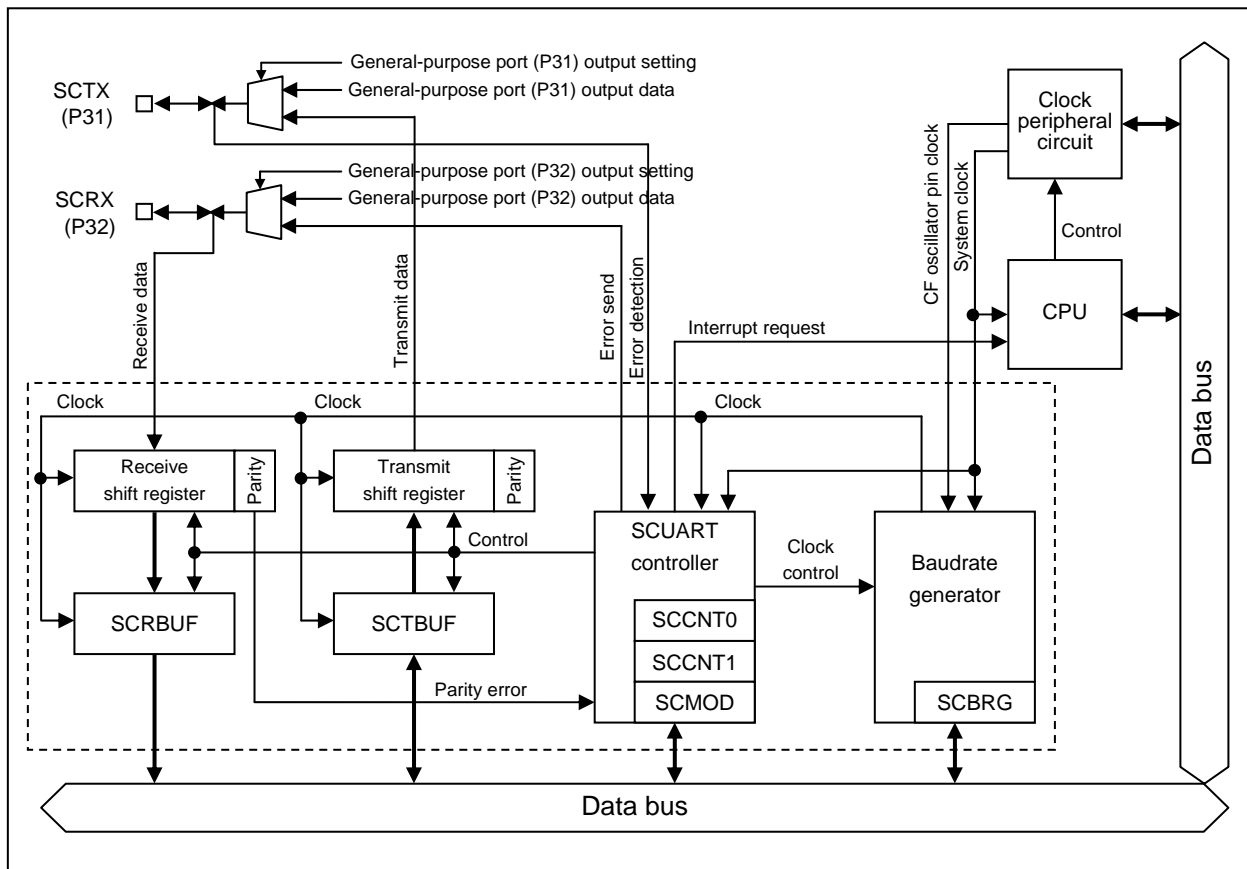 General-purpose port (P31) output setting
SCTX
(P31)
General-purpose port (P31) output data
General-purpose port (P32) output setting
SCRX
(P32)
General-purpose port (P32) output data
Clock
peripheral
circuit
CF oscillator pin clock
System clock
Control
CPU
Data bus
Receive data
Transmit data
Error send
Error detection
Interrupt request
Clock
Clock
Clock
Receive
shift register
Parity
Transmit
shift register
Parity
Control
SCUART
controller
Clock
control
Baudrate
generator
SCRBUF
SCTBUF
SCCNT0
SCCNT1
SCMOD
SCBRG
Parity error
Data bus